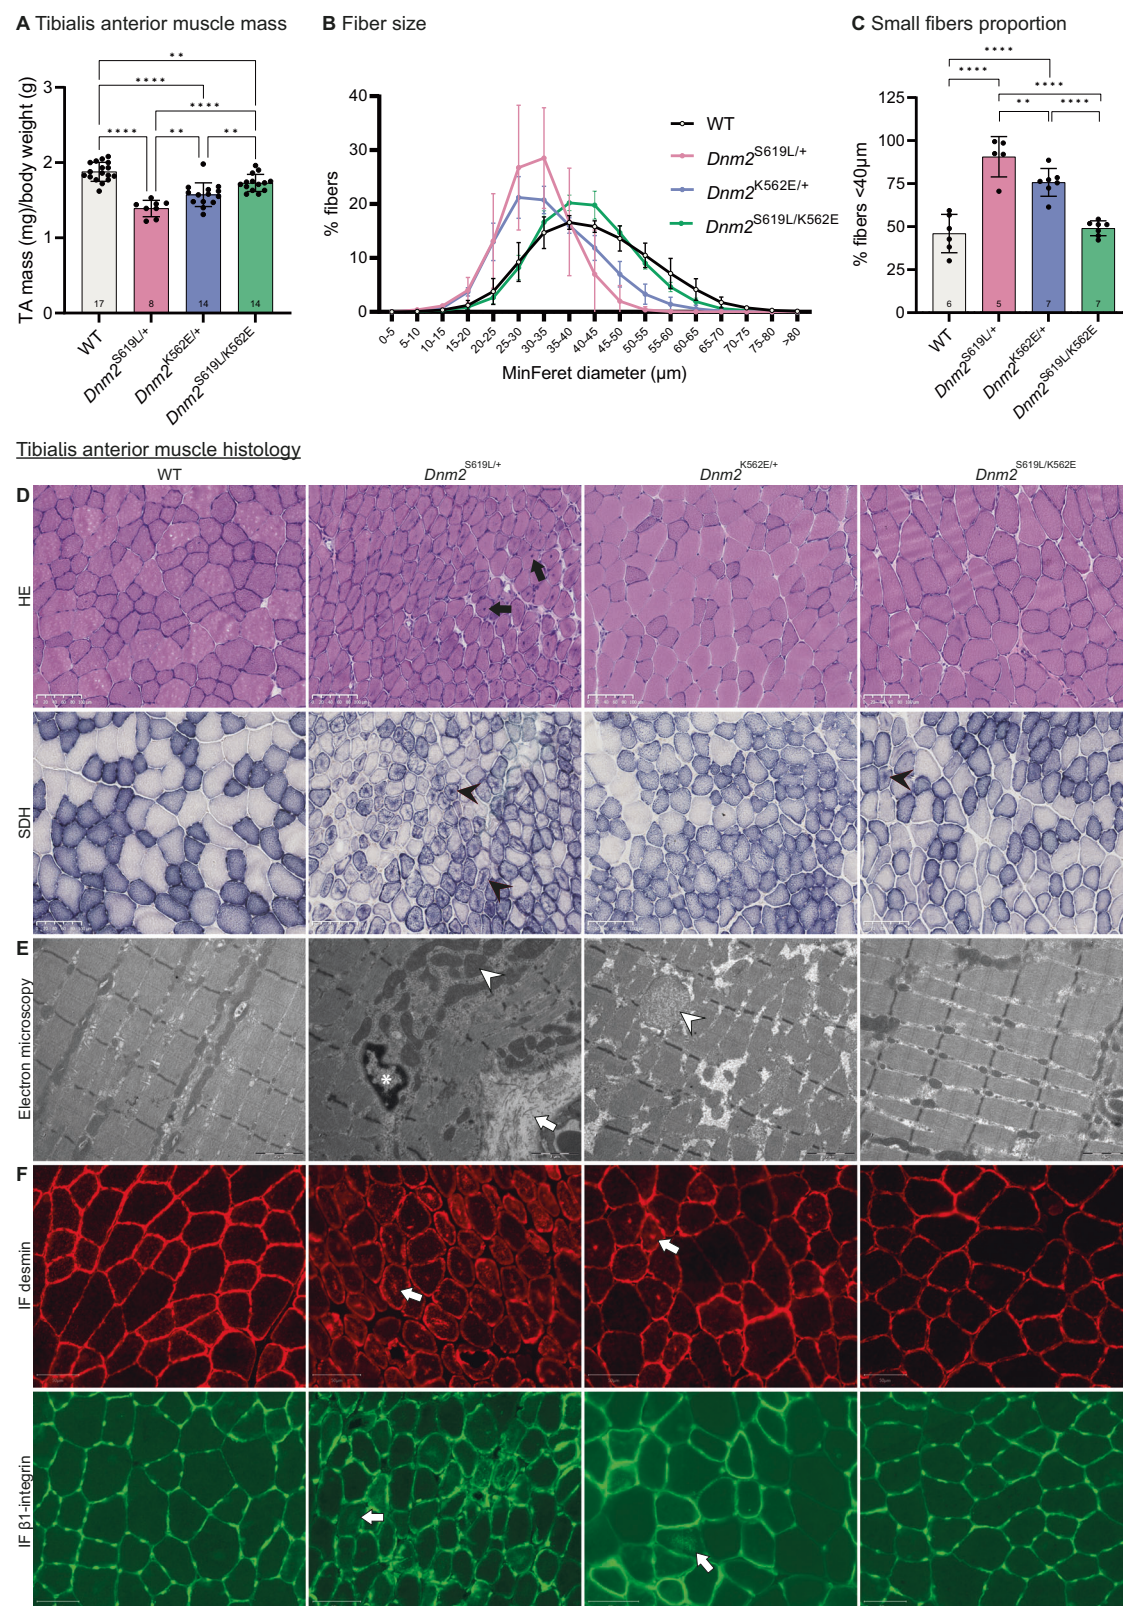 A Tibialis anterior muscle mass
TA mass (mg)/body weight (g)
3
2
1
0
**
****
****
****
**
**
17
8
14
14
WT
Dnm2S619L/+
Dnm2K562E/+
Dnm2S619L/K562E
B Fiber size
% fibers
40
30
20
10
0
WT
Dnm2S619L/+
Dnm2K562E/+
Dnm2S619L/K562E
0-5
5-10
10-15
15-20
20-25
25-30
30-35
35-40
40-45
45-50
50-55
55-60
60-65
65-70
70-75
75-80
>80
MinFeret diameter (µm)
C Small fibers proportion
% fibers <40µm
125
100
75
50
25
0
****
****
****
**
****
6
5
7
7
WT
Dnm2S619L/+
Dnm2K562E/+
Dnm2S619L/K562E
Tibialis anterior muscle histology
WT
Dnm2S619L/+
Dnm2K562E/+
Dnm2S619L/K562E
D
HE
SDH
E
Electron microscopy
*
F
IF desmin
IF β1-integrin